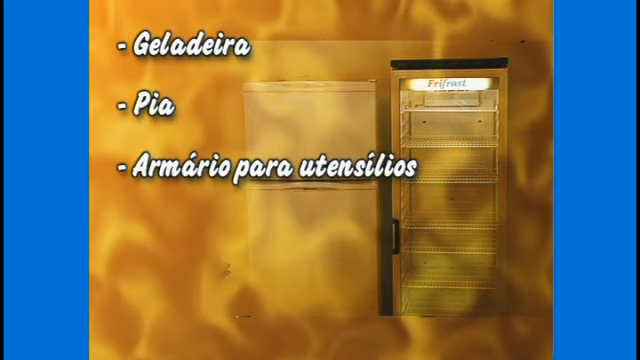 - Geladeira
Frifrost
- Pia
- Armário para utensílios